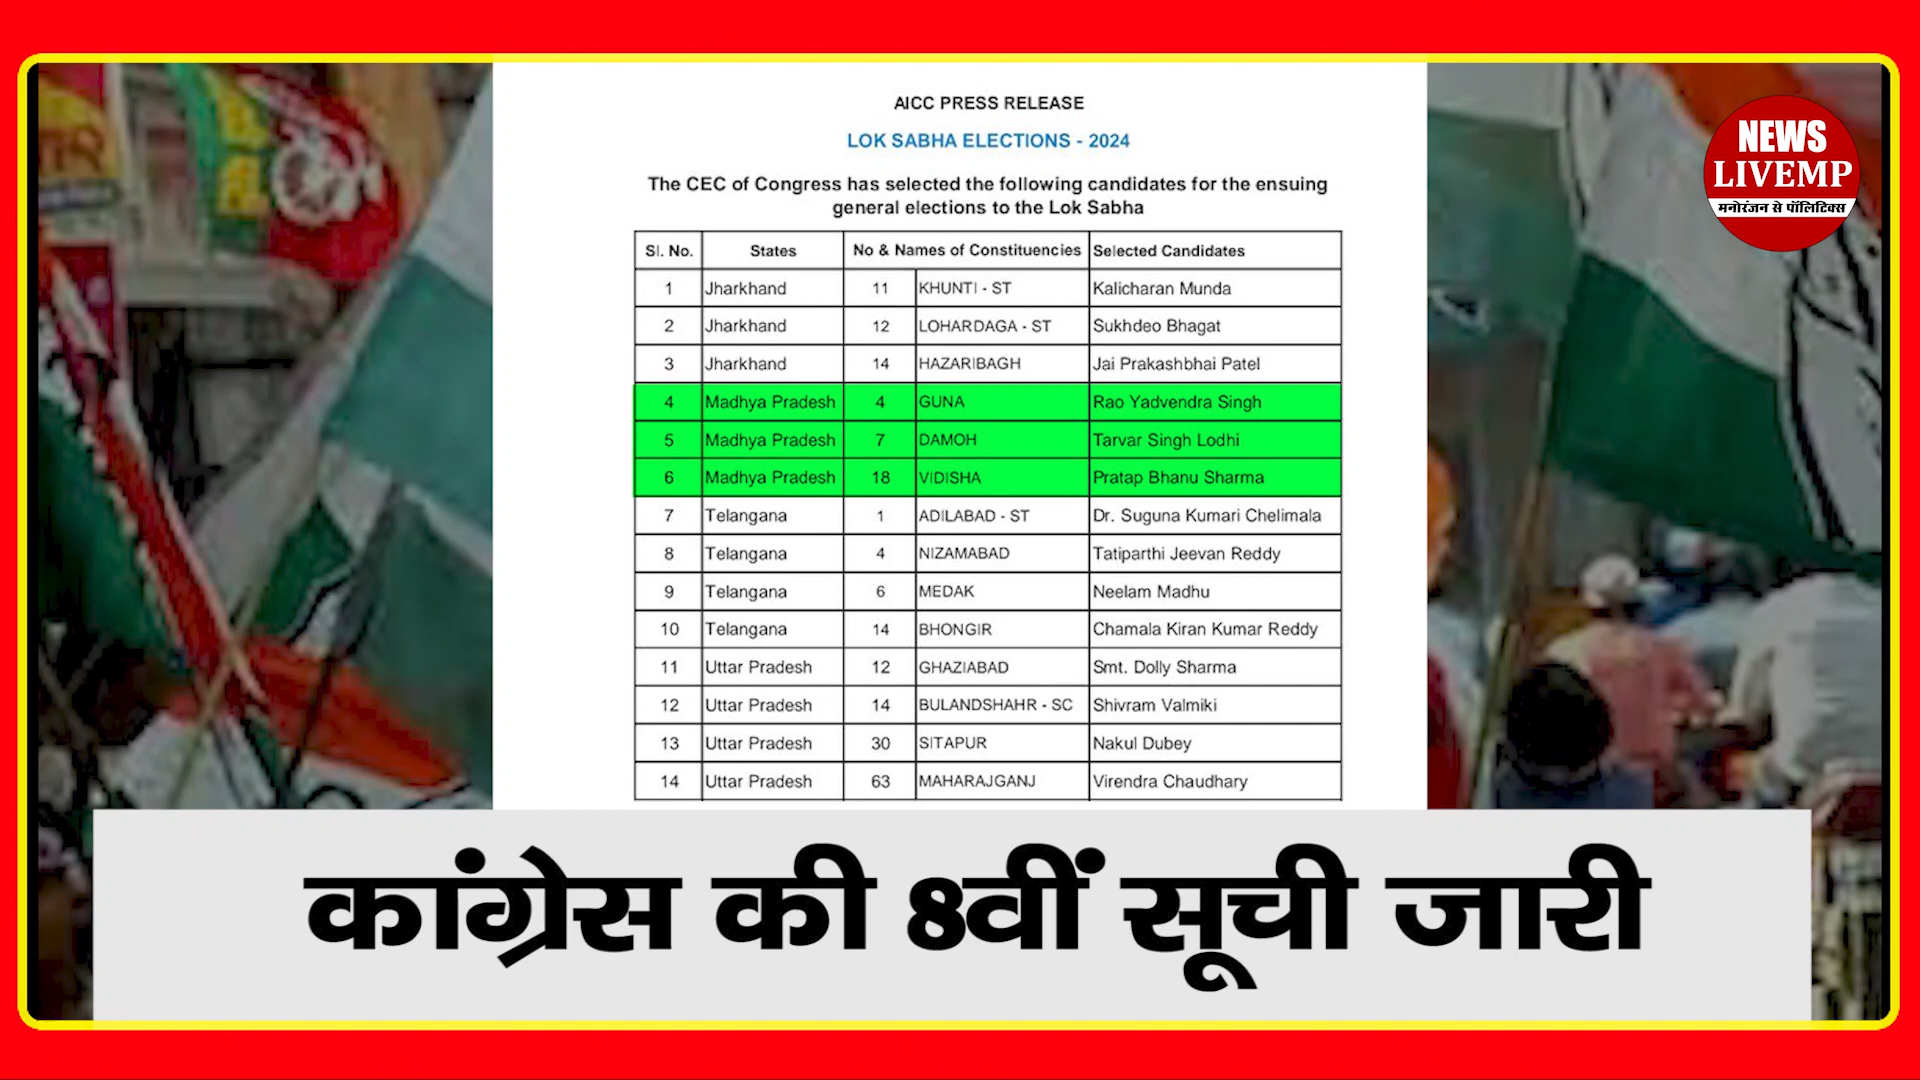 AICC PRESS RELEASE
LOK SABHA ELECTIONS - 2024
The CEC of Congress has selected the following candidates for the ensuing
general elections to the Lok Sabha
Sl. No. States No & Names of Constituencies Selected Candidates
1 Jharkhand 11 KHUNTI - ST Kalicharan Munda
2 Jharkhand 12 LOHARDAGA - ST Sukhdeo Bhagat
3 Jharkhand 14 HAZARIBAGH Jai Prakashbhai Patel
4 Madhya Pradesh 4 GUNA Rao Yadvendra Singh
5 Madhya Pradesh 7 DAMOH Tarvar Singh Lodhi
6 Madhya Pradesh 18 VIDISHA Pratap Bhanu Sharma
7 Telangana 1 ADILABAD - ST Dr. Suguna Kumari Chelimala
8 Telangana 4 NIZAMABAD Tatiparthi Jeevan Reddy
9 Telangana 6 MEDAK Neelam Madhu
10 Telangana 14 BHONGIR Chamala Kiran Kumar Reddy
11 Uttar Pradesh 12 GHAZIABAD Smt. Dolly Sharma
12 Uttar Pradesh 14 BULANDSHAHR - SC Shivram Valmiki
13 Uttar Pradesh 30 SITAPUR Nakul Dubey
14 Uttar Pradesh 63 MAHARAJGANJ Virendra Chaudhary
NEWS
LIVEMP
मनोरंजन से पॉलिटिक्स
कांग्रेस की 8वीं सूची जारी